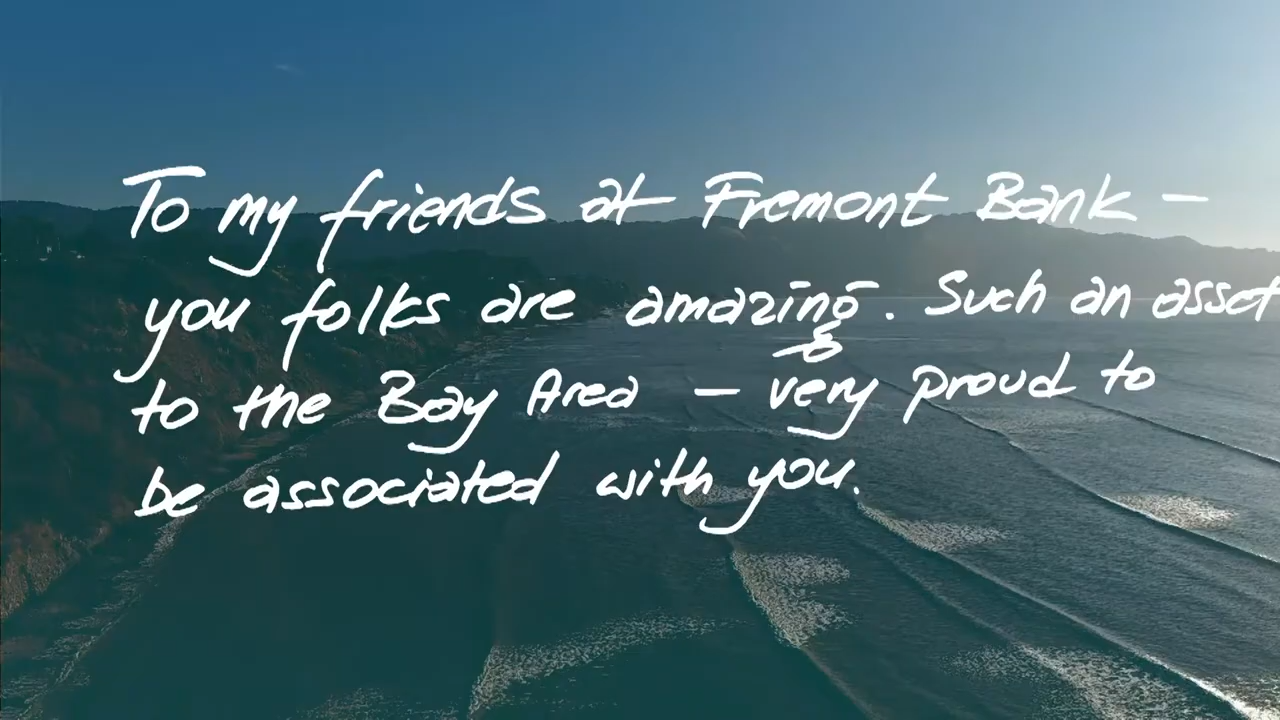 To my friends at Fremont Bank –
you folks are amazing. Such an asset
to the Bay Area – very proud to
be associated with you.